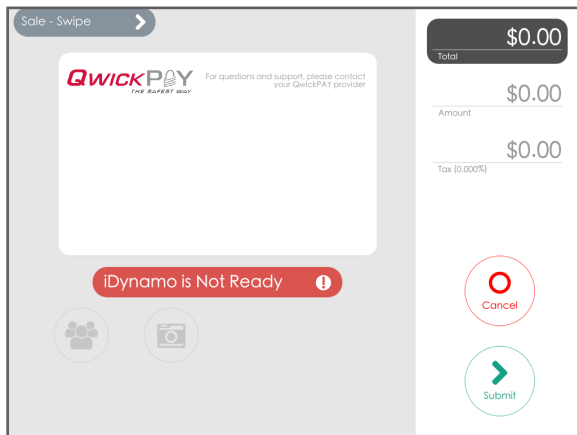 Sale - Swipe
QWICKPAY
THE SAFEST WAY
For questions and support, please contact
your QwickPAY provider
iDynamo is Not Ready
$0.00
Total
$0.00
Amount
$0.00
Tax (0.000%)
Cancel
Submit